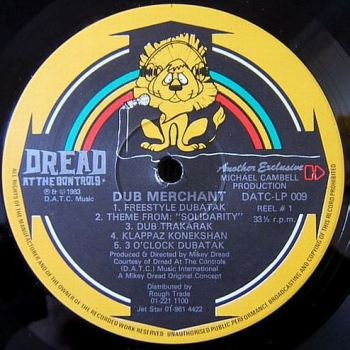 DREAD
AT THE CONTROLS
℗ & © 1983
D.A.T.C. Music
Another Exclusive
MICHAEL CAMBELL
PRODUCTION
DATC-LP 009
REEL # 1
33⅓ r.p.m.
DUB MERCHANT
1. FREESTYLE DUBATAK
2. THEME FROM: "SOLIDARITY"
3. DUB TRAKARAK
4. KLAPPAZ KONEKSHAN
5. 3 O'CLOCK DUBATAK
Produced & Directed by Mikey Dread
Courtesy of Dread At The Controls
(D.A.T.C.) Music International
A Mikey Dread Original Concept
Distributed by
Rough Trade
01-221 1100
Jet Star 01-961 4422
ALL RIGHTS OF THE MANUFACTURER AND OF THE OWNER OF THE RECORDED WORK RESERVED UNAUTHORISED PUBLIC PERFORMANCE BROADCASTING AND COPYING OF THIS RECORD PROHIBITED